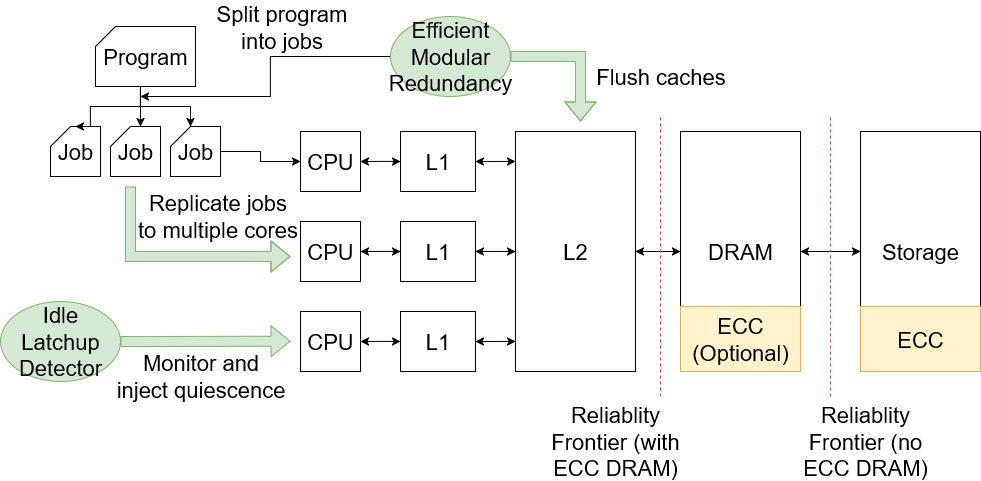 Split program
into jobs
Efficient
Modular
Redundancy
Program
Flush caches
Job
Job
Job
CPU
L1
Replicate jobs
to multiple cores
CPU
L1
L2
DRAM
Storage
Idle
Latchup
Detector
Monitor and
inject quiescence
CPU
L1
ECC
(Optional)
ECC
Reliablity
Frontier (with
ECC DRAM)
Reliablity
Frontier (no
ECC DRAM)